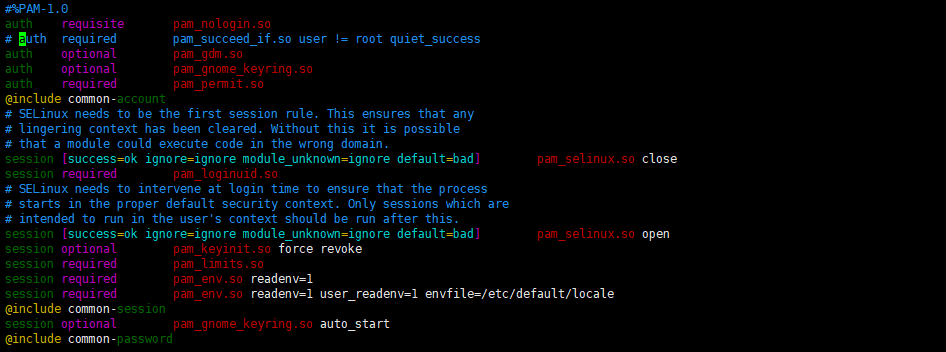 #%PAM-1.0
auth    requisite       pam_nologin.so
# auth  required        pam_succeed_if.so user != root quiet_success
auth    optional        pam_gdm.so
auth    optional        pam_gnome_keyring.so
auth    required        pam_permit.so
@include common-account
# SELinux needs to be the first session rule. This ensures that any
# lingering context has been cleared. Without this it is possible
# that a module could execute code in the wrong domain.
session [success=ok ignore=ignore module_unknown=ignore default=bad]        pam_selinux.so close
session required        pam_loginuid.so
# SELinux needs to intervene at login time to ensure that the process
# starts in the proper default security context. Only sessions which are
# intended to run in the user's context should be run after this.
session [success=ok ignore=ignore module_unknown=ignore default=bad]        pam_selinux.so open
session optional        pam_keyinit.so force revoke
session required        pam_limits.so
session required        pam_env.so readenv=1
session required        pam_env.so readenv=1 user_readenv=1 envfile=/etc/default/locale
@include common-session
session optional        pam_gnome_keyring.so auto_start
@include common-password